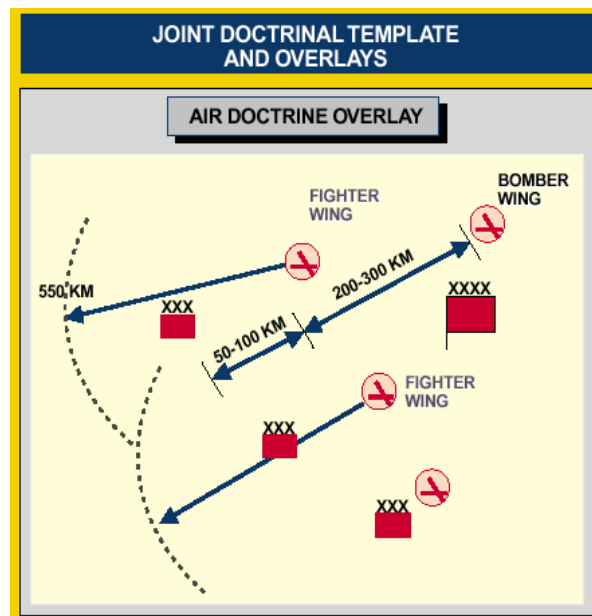 JOINT DOCTRINAL TEMPLATE
AND OVERLAYS
AIR DOCTRINE OVERLAY
BOMBER
WING
FIGHTER
WING
200-300 KM
550 KM
XXX
XXXX
50-100 KM
FIGHTER
WING
XXX
XXX